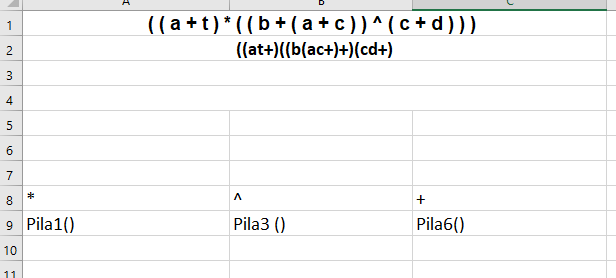 A B C
1 ( ( a + t ) * ( ( b + ( a + c ) ) ^ ( c + d ) ) )
2 ((at+)((b(ac+)+)(cd+)
3
4
5
6
7
8 * ^ +
9 Pila1() Pila3 () Pila6()
10
11